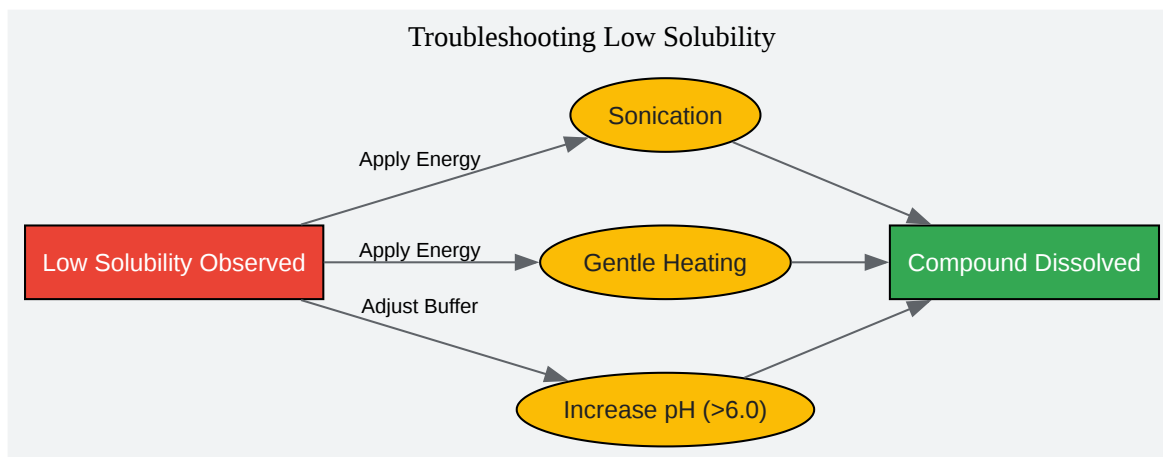 Troubleshooting Low Solubility
Sonication
Apply Energy
Low Solubility Observed
Apply Energy
Gentle Heating
Compound Dissolved
Adjust Buffer
Increase pH (>6.0)